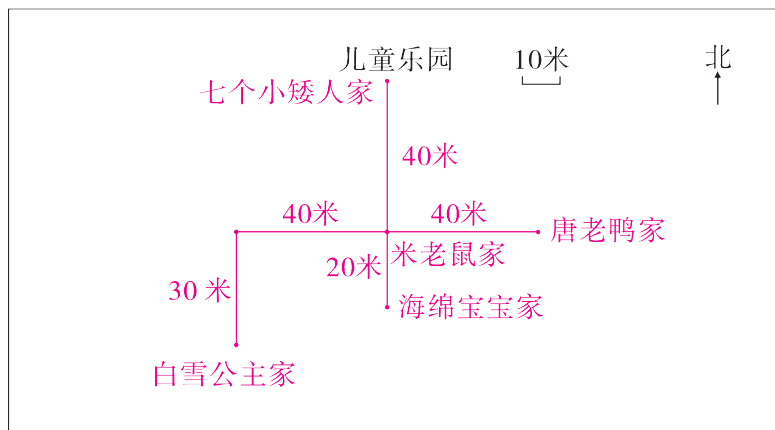 儿童乐园
10米
北
七个小矮人家
40米
40米
40米
唐老鸭家
米老鼠家
20米
30 米
海绵宝宝家
白雪公主家